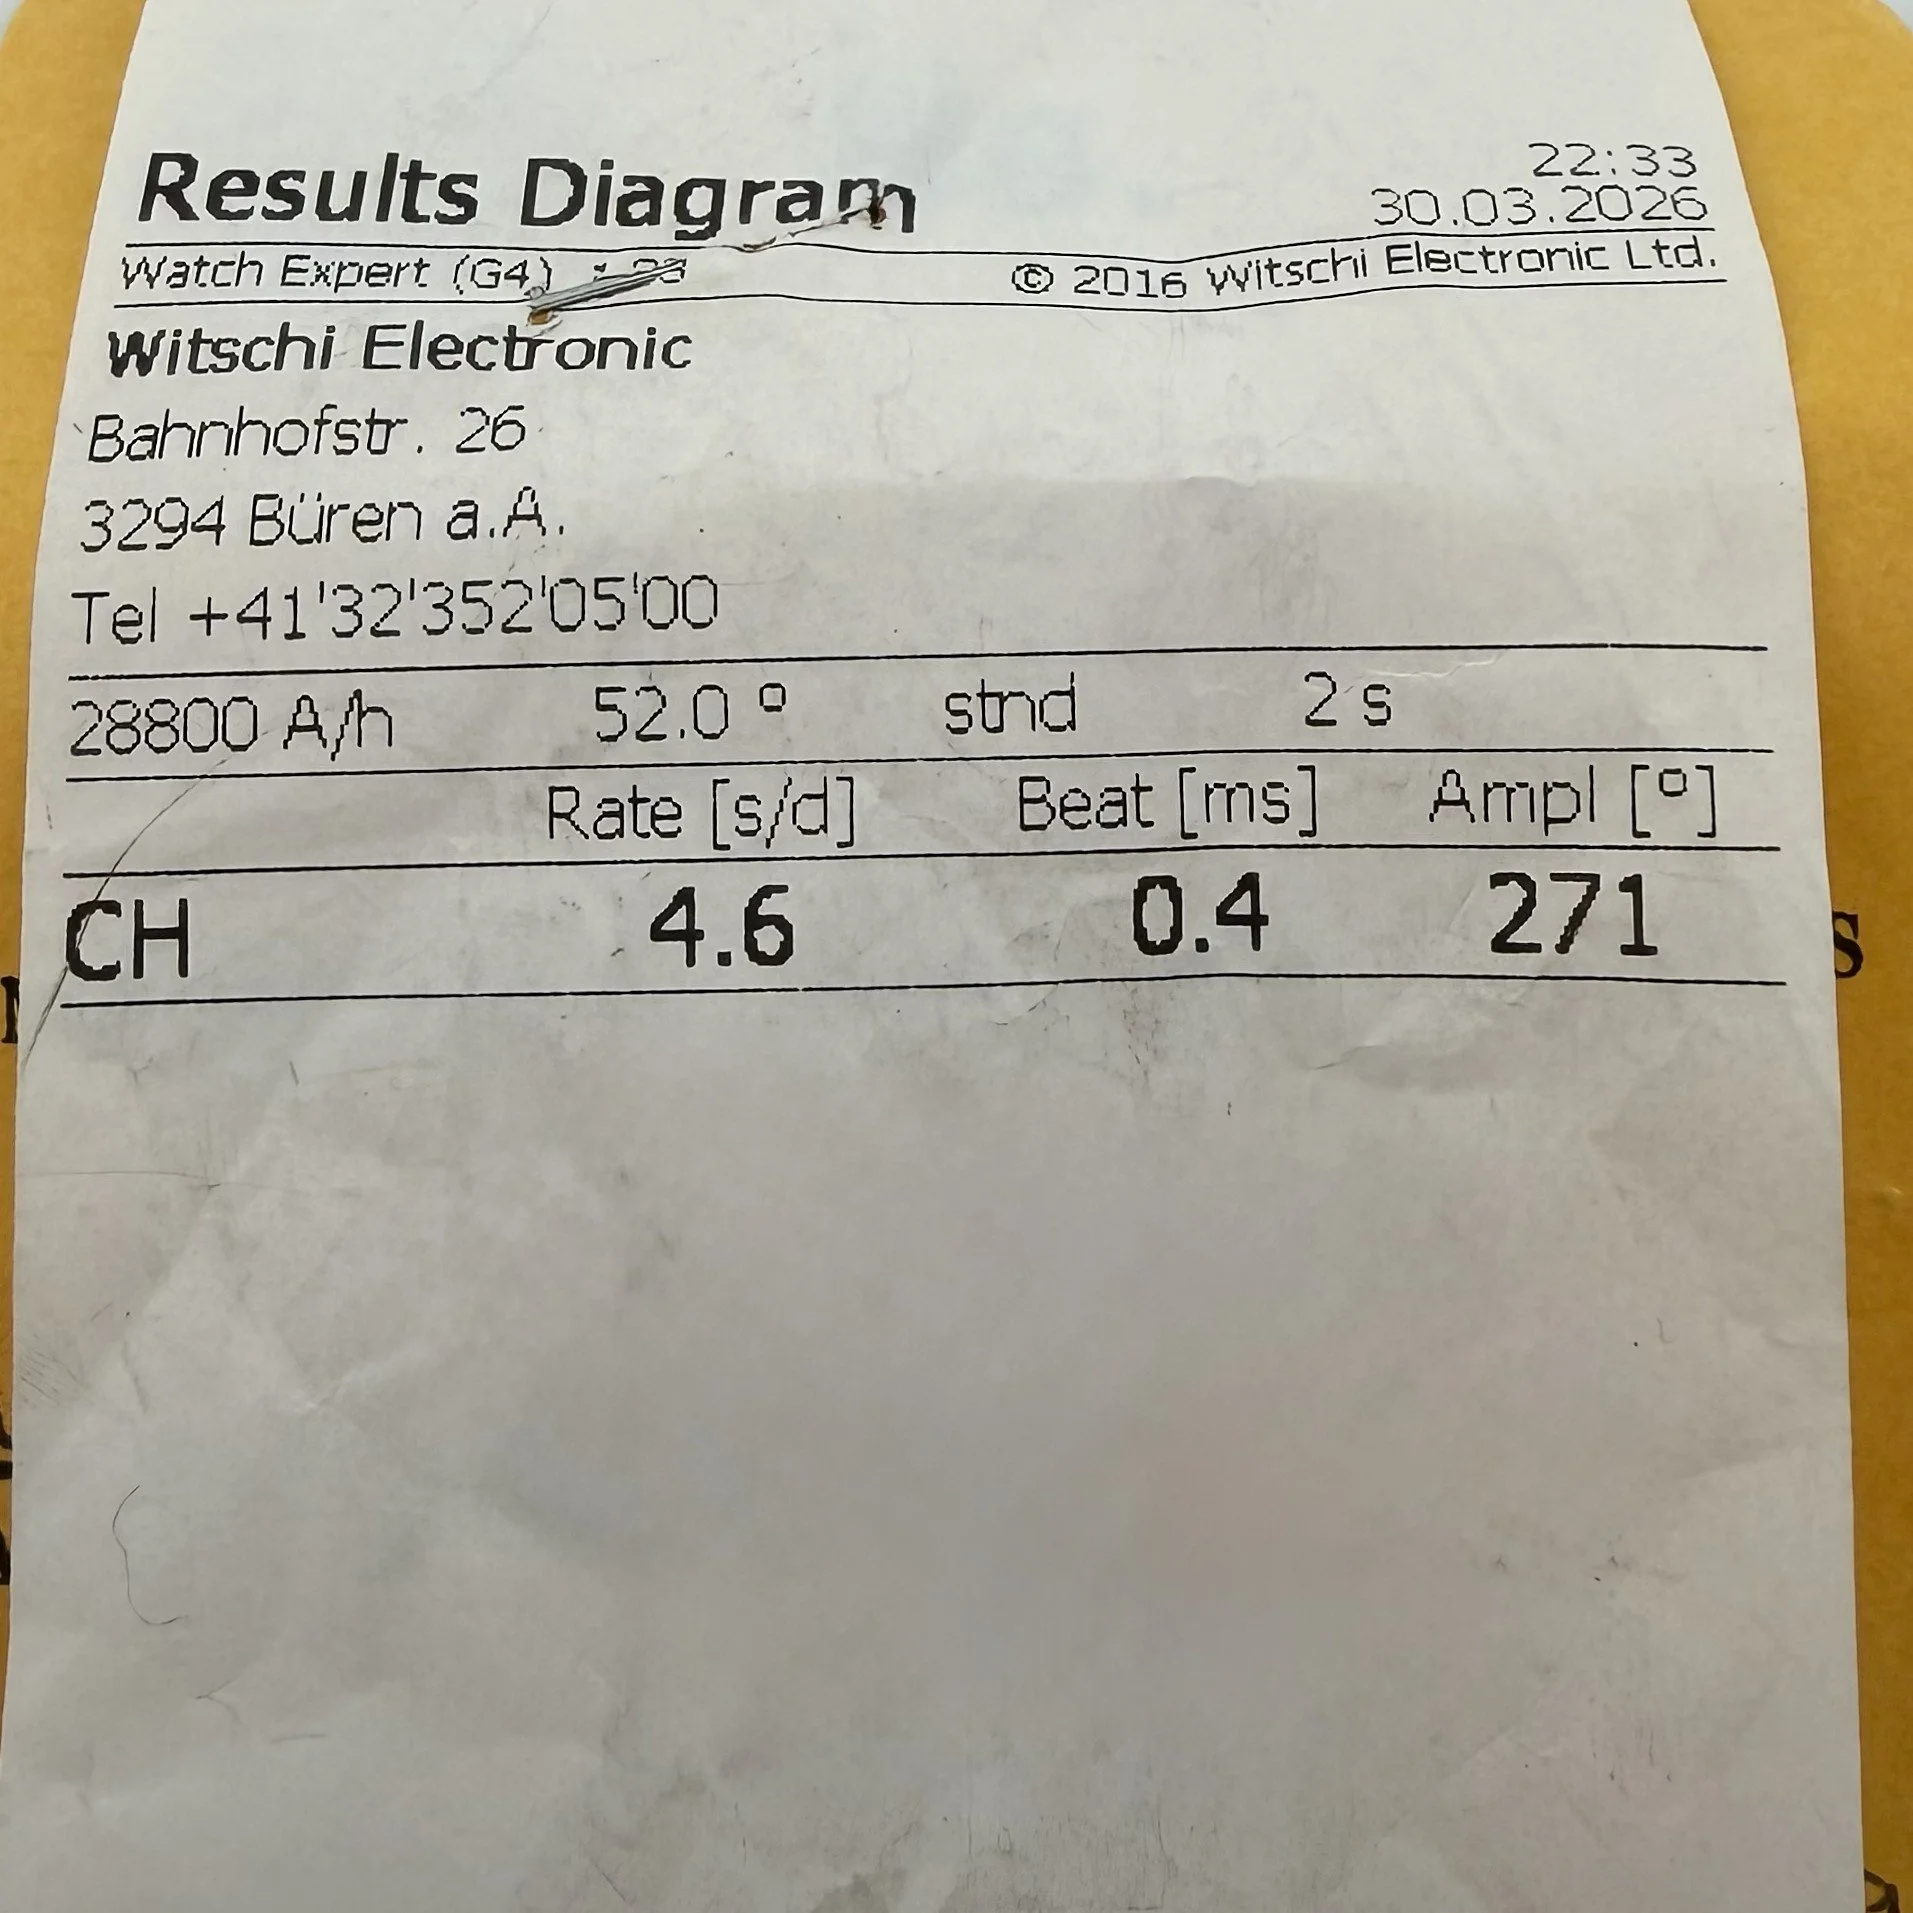 Results Diagram
22:33
30.03.2026
Watch Expert (G4)
© 2016 Witschi Electronic Ltd.
Witschi Electronic
Bahnhofstr. 26
3294 Büren a.A.
Tel +41'32'352'05'00
28800 A/h 52.0 ° stnd 2 s
Rate [s/d] Beat [ms] Ampl [°]
CH 4.6 0.4 271